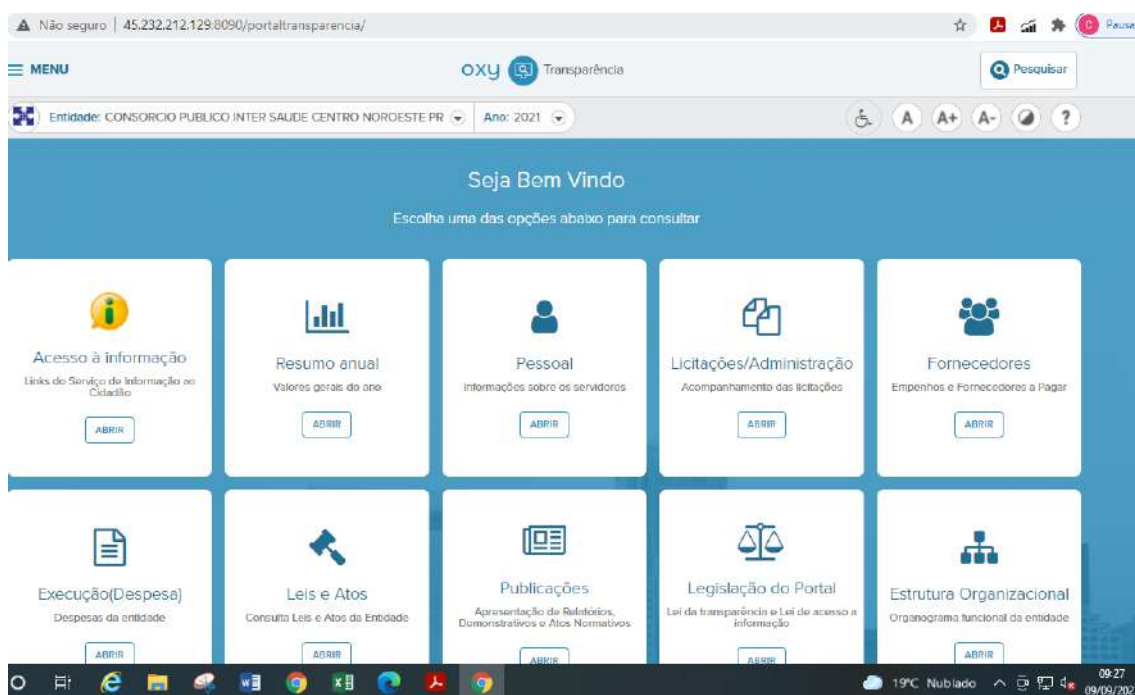 Não seguro | 45.232.212.129:8090/portaltransparencia/
C
MENU
oxy Transparência
Pesquisar
Entidade: CONSORCIO PUBLICO INTER SAUDE CENTRO NOROESTE PR
Ano: 2021
A A+ A- ?
Seja Bem Vindo
Escolha uma das opções abaixo para consultar
Acesso à informação
Links do Serviço de Informação ao
Cidadão
ABRIR
Resumo anual
Valores gerais do ano
ABRIR
Pessoal
Informações sobre os servidores
ABRIR
Licitações/Administração
Acompanhamento das licitações
ABRIR
Fornecedores
Empenhos e Fornecedores a Pagar
ABRIR
Execução(Despesa)
Despesas da entidade
ABRIR
Leis e Atos
Consulta Leis e Atos da Entidade
ABRIR
Publicações
Apresentação de Relatórios,
Demonstrativos e Atos Normativos
ABRIR
Legislação do Portal
Lei da transparência e Lei de acesso a
informação
ABRIR
Estrutura Organizacional
Organograma funcional da entidade
ABRIR
19°C Nublado
09:27
09/09/202